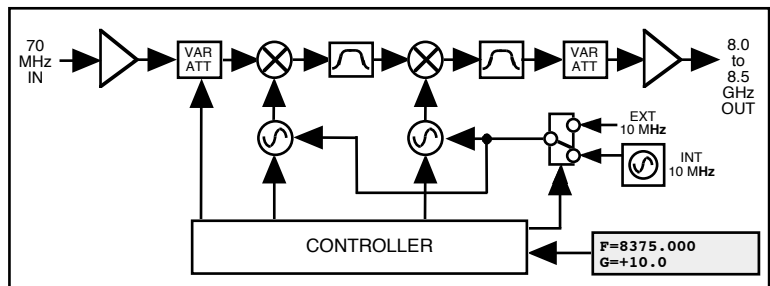 70
MHz
IN
VAR
ATT
VAR
ATT
8.0
to
8.5
GHz
OUT
EXT
10 MHz
INT
10 MHz
CONTROLLER
F=8375.000
G=+10.0